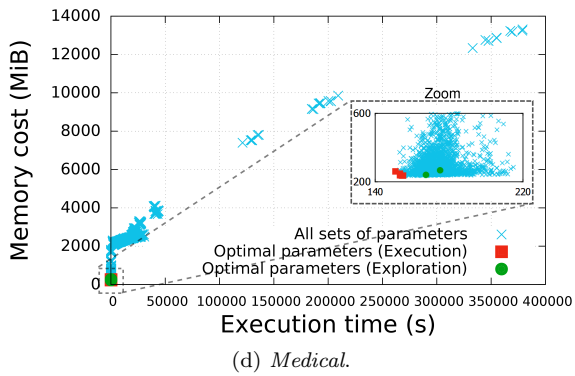 14000
12000
10000
8000
6000
4000
2000
0
Memory cost (MiB)
Zoom
600
200
140
220
All sets of parameters
Optimal parameters (Execution)
Optimal parameters (Exploration)
0 50000 100000 150000 200000 250000 300000 350000 400000
Execution time (s)
(d) Medical.